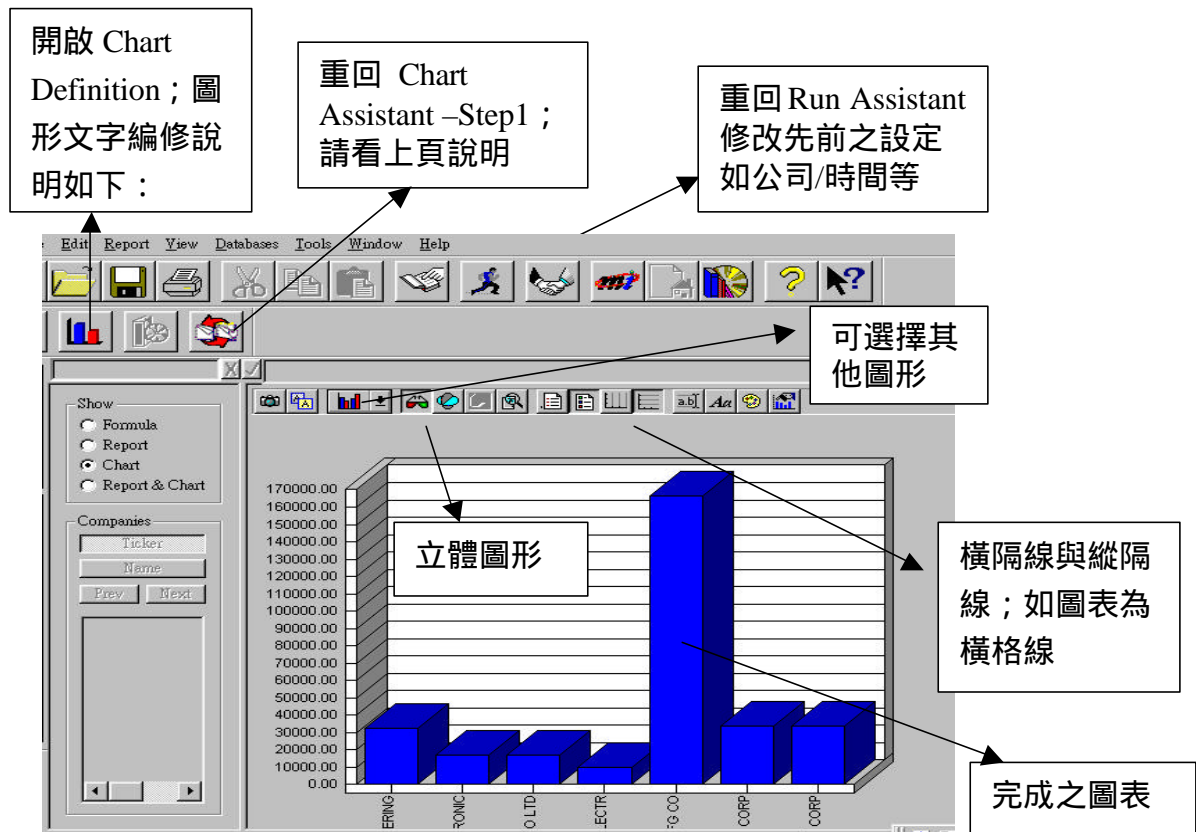 開啟 Chart
Definition；圖
形文字編修說
明如下：
重回 Chart
Assistant –Step1；
請看上頁說明
重回 Run Assistant
修改先前之設定
如公司/時間等
Edit Report View Databases Tools Window Help
可選擇其
他圖形
Show
Formula
Report
Chart
Report & Chart
Companies
Ticker
Name
Prev Next
170000.00
160000.00
150000.00
140000.00
130000.00
120000.00
110000.00
100000.00
90000.00
80000.00
70000.00
60000.00
50000.00
40000.00
30000.00
20000.00
10000.00
0.00
立體圖形
橫隔線與縱隔
線；如圖表為
橫格線
ERING
RONIC
O LTD
LECTR
FG CO
CORP
CORP
完成之圖表